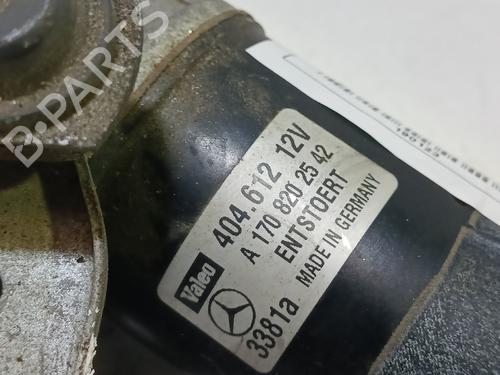 B-PARTS
Valeo
404.612 12V
A 170 820 25 42
ENTSTOERT
MADE IN GERMANY
3381a